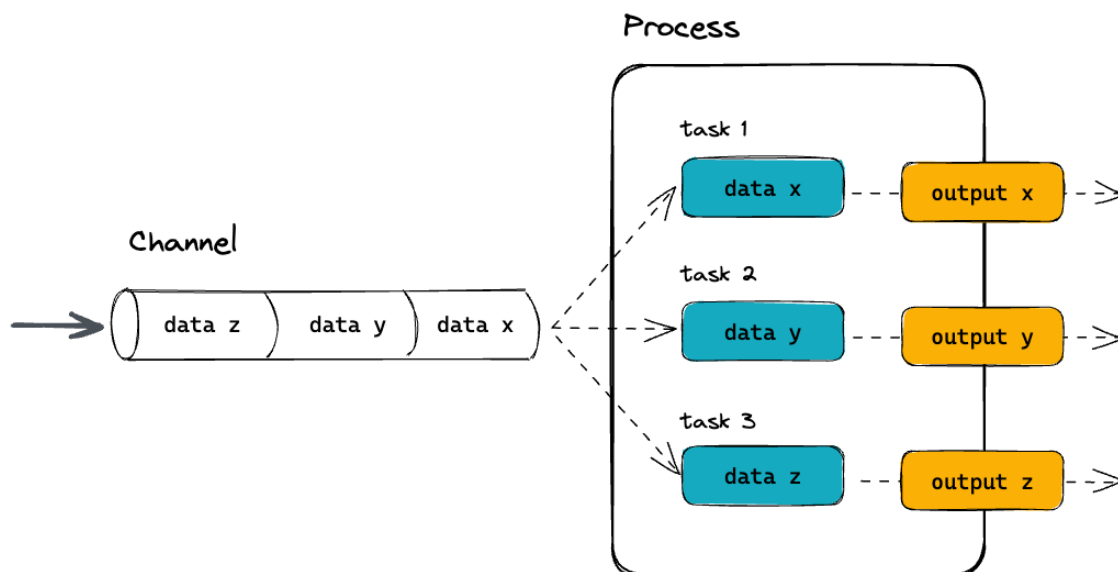 Process
task 1
data x
output x
Channel
task 2
data z
data y
data x
data y
output y
task 3
data z
output z